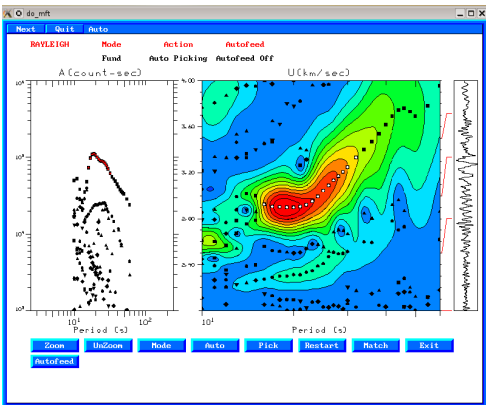 do_mft
Next Quit Auto
RAYLEIGH Mode Action Autofeed
Fund Auto Picking Autofeed Off
A(count-sec) U(km/sec)
4.00
3.60
3.20
2.80
2.40
10¹ 10² 10¹
Period (s) Period (s)
Zoom UnZoom Mode Auto Pick Restart Match Exit
Autofeed